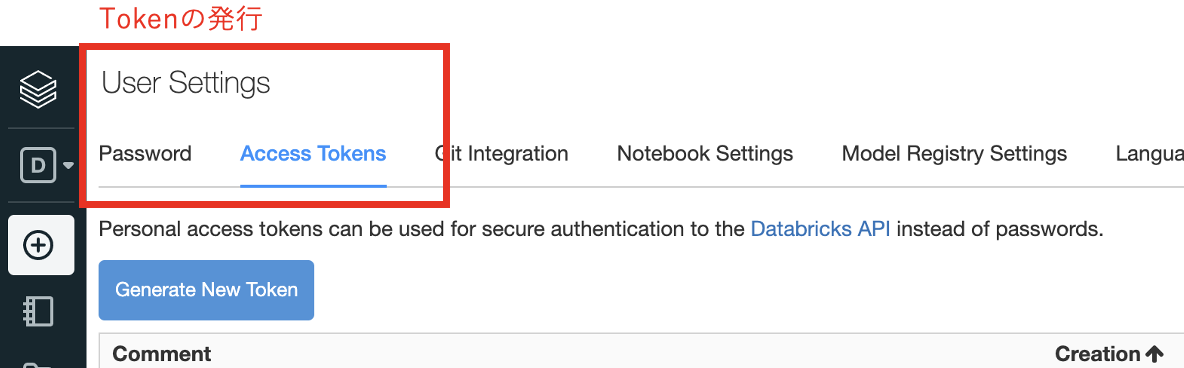 Tokenの発行
User Settings
D
Password Access Tokens Git Integration Notebook Settings Model Registry Settings Langua
Personal access tokens can be used for secure authentication to the Databricks API instead of passwords.
Generate New Token
Comment Creation